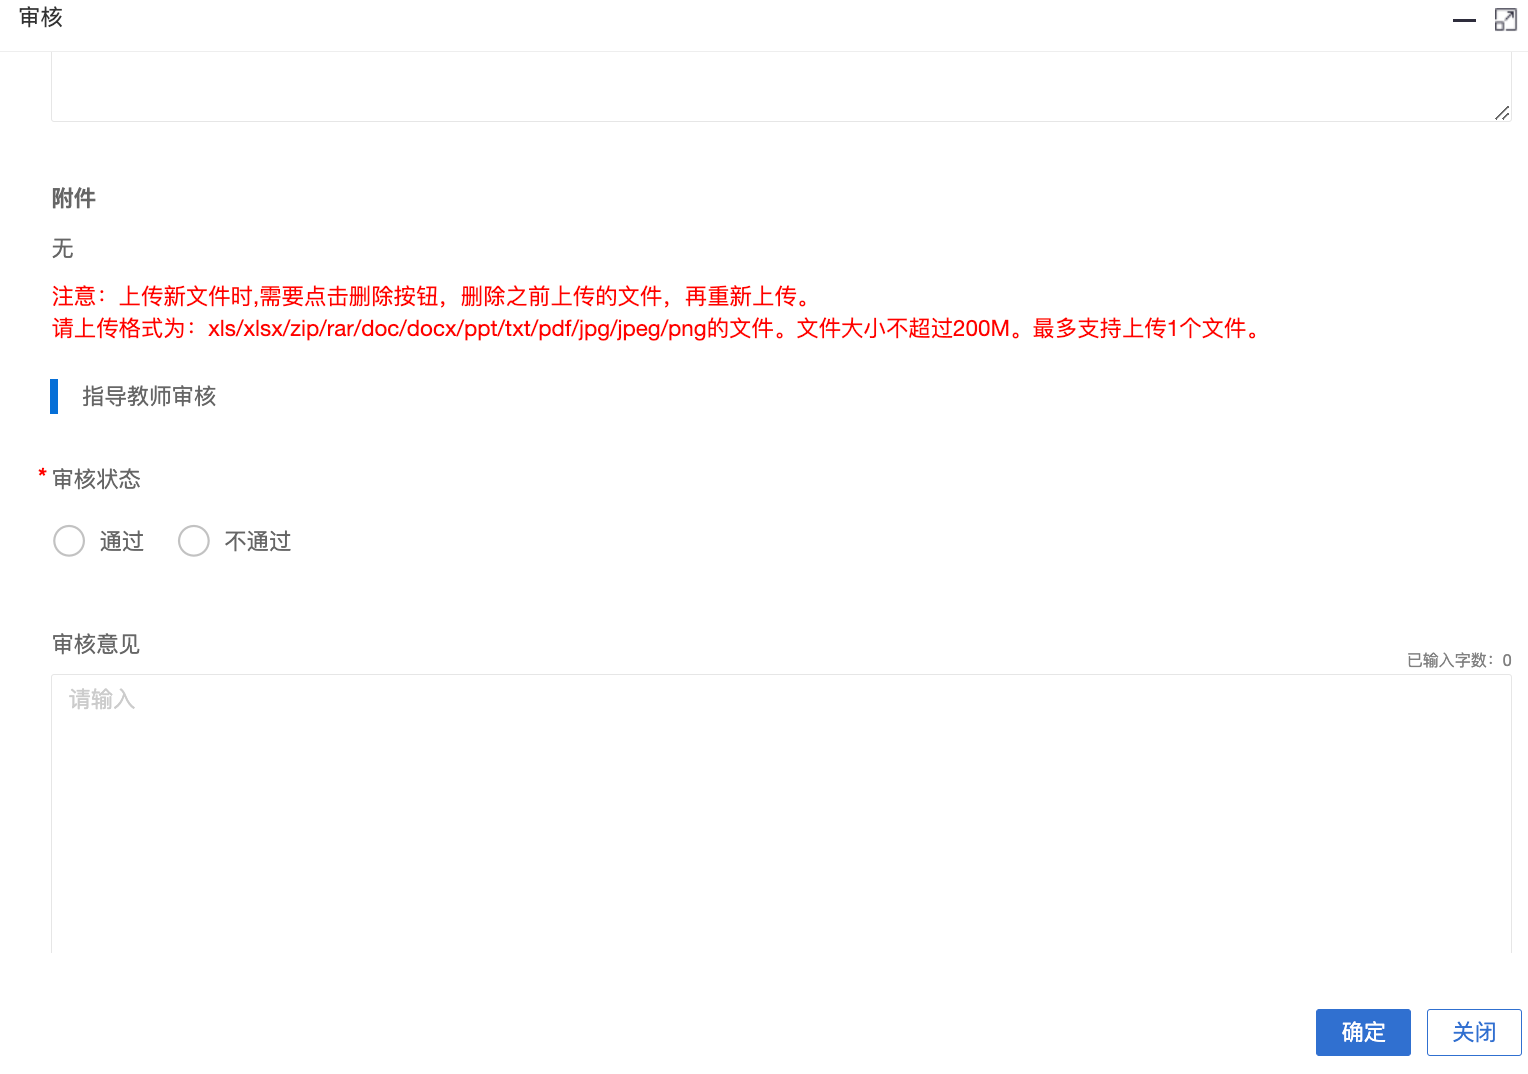 审核
附件
无
注意：上传新文件时,需要点击删除按钮，删除之前上传的文件，再重新上传。
请上传格式为：xls/xlsx/zip/rar/doc/docx/ppt/txt/pdf/jpg/jpeg/png的文件。文件大小不超过200M。最多支持上传1个文件。
指导教师审核
*审核状态
通过 不通过
审核意见
已输入字数：0
请输入
确定 关闭